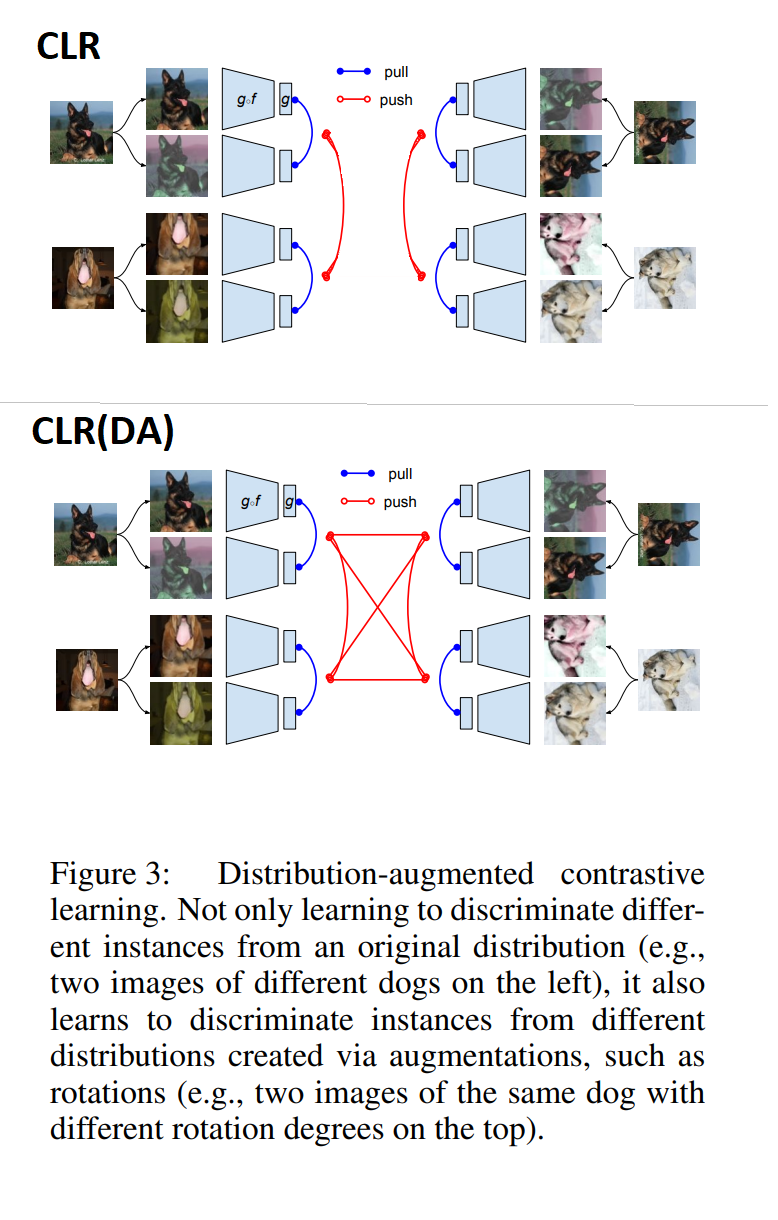 CLR
pull
push
g∘f
g
CLR(DA)
pull
push
g∘f
g
Figure 3: Distribution-augmented contrastive
learning. Not only learning to discriminate differ-
ent instances from an original distribution (e.g.,
two images of different dogs on the left), it also
learns to discriminate instances from different
distributions created via augmentations, such as
rotations (e.g., two images of the same dog with
different rotation degrees on the top).